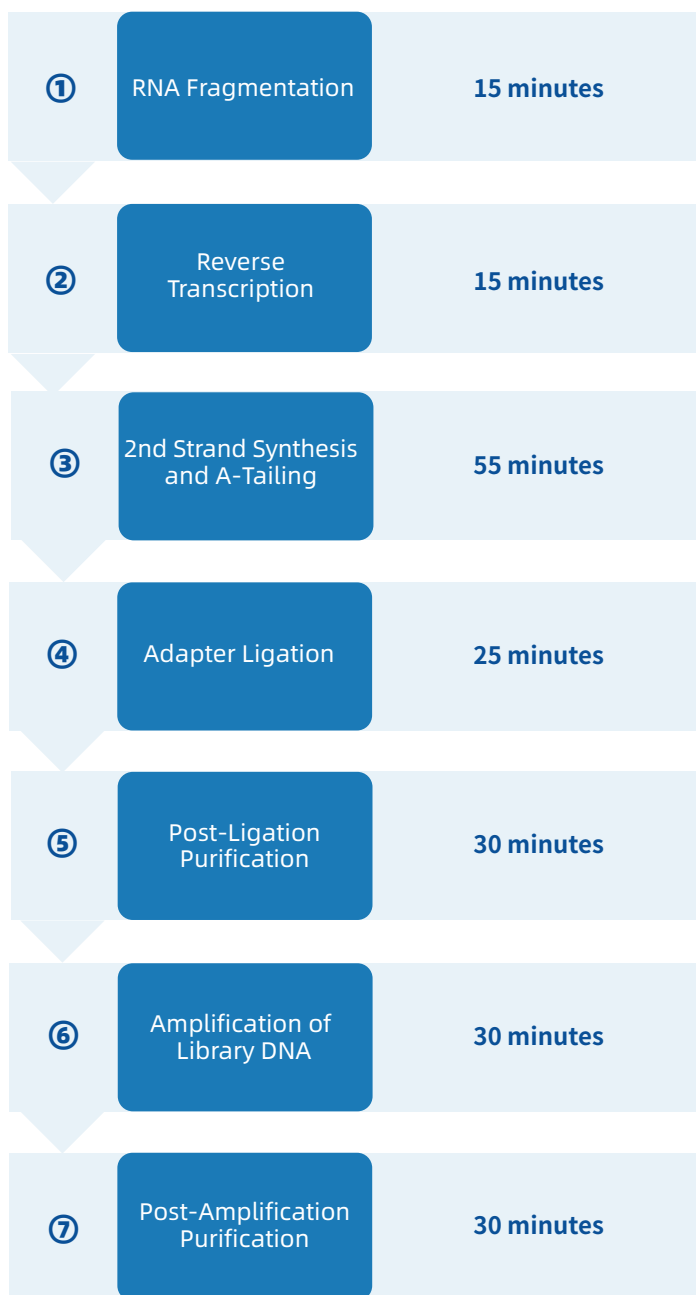 ①
RNA Fragmentation
15 minutes
②
Reverse
Transcription
15 minutes
③
2nd Strand Synthesis
and A-Tailing
55 minutes
④
Adapter Ligation
25 minutes
⑤
Post-Ligation
Purification
30 minutes
⑥
Amplification of
Library DNA
30 minutes
⑦
Post-Amplification
Purification
30 minutes